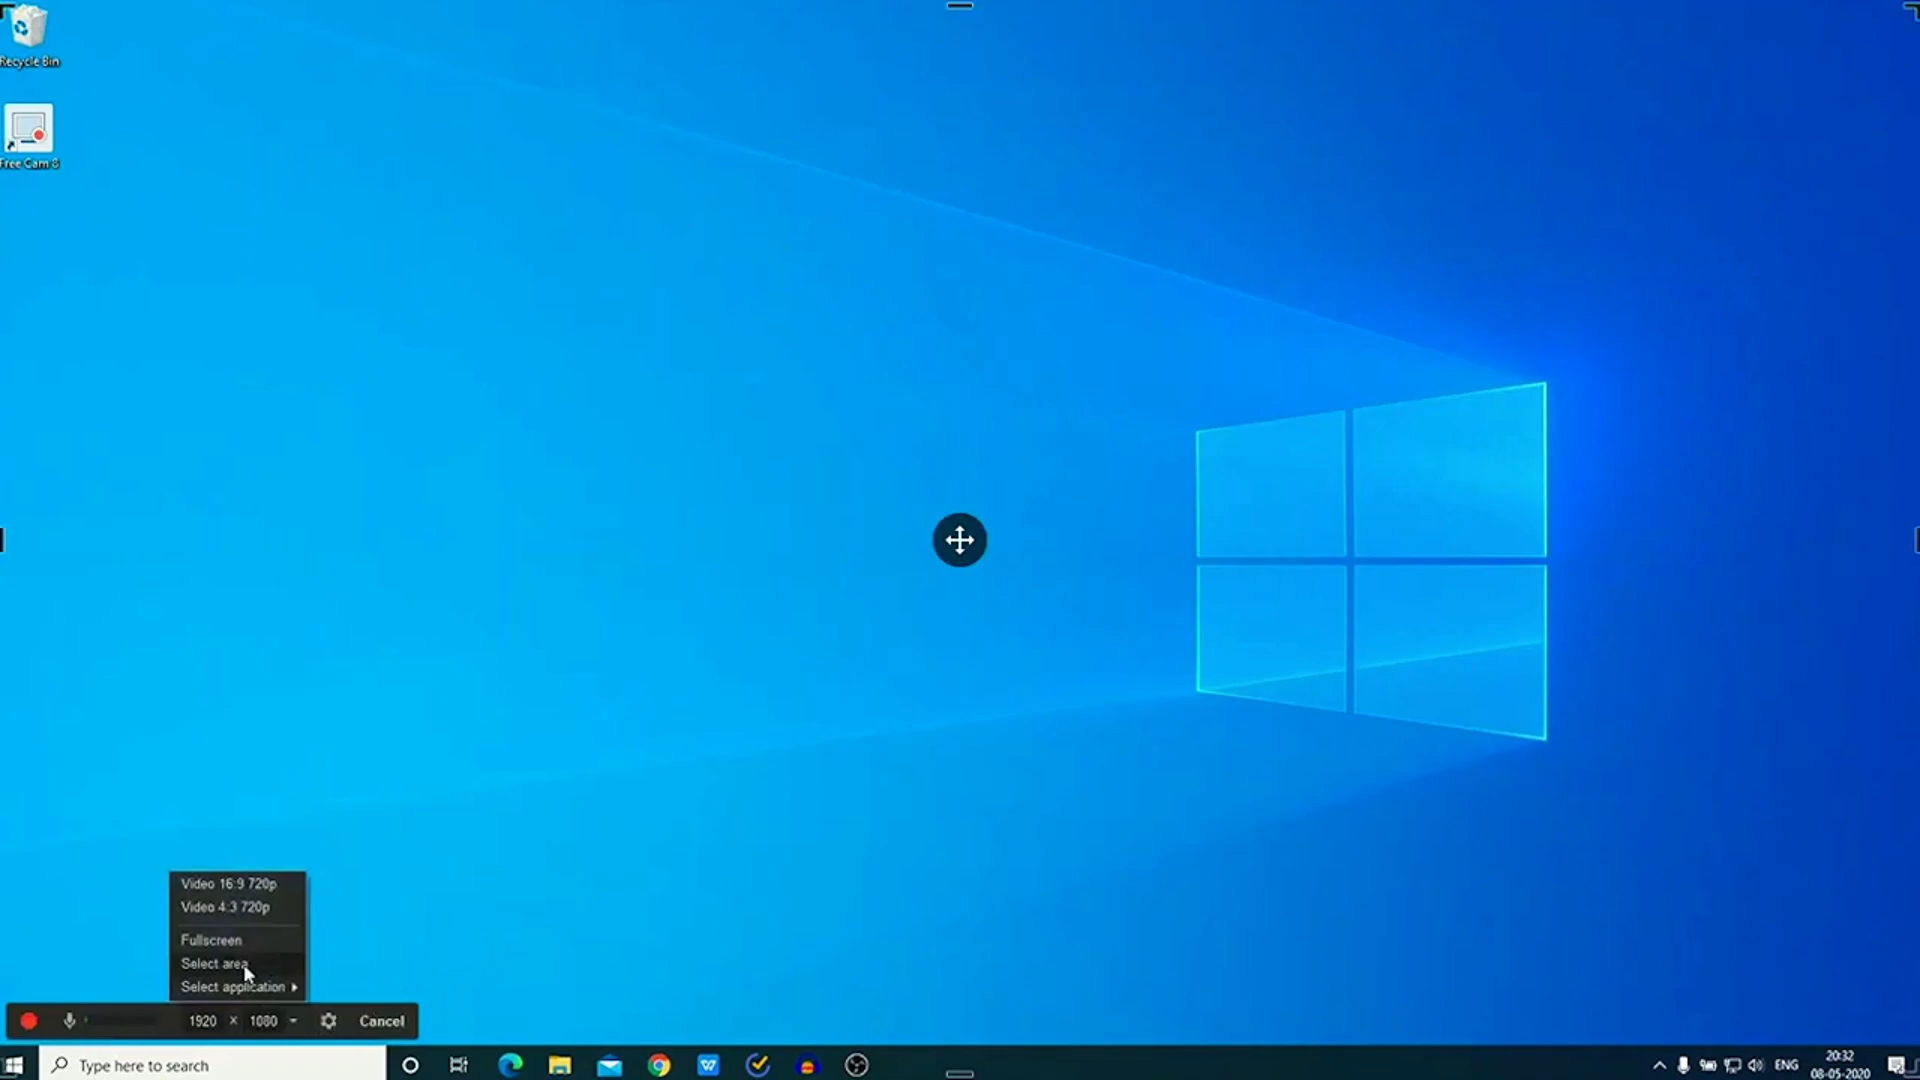 Recycle Bin
Free Cam 8
Video 16:9 720p
Video 4:3 720p
Fullscreen
Select area
Select application
1920 × 1080
Cancel
Type here to search
ENG
20:32
08-05-2020